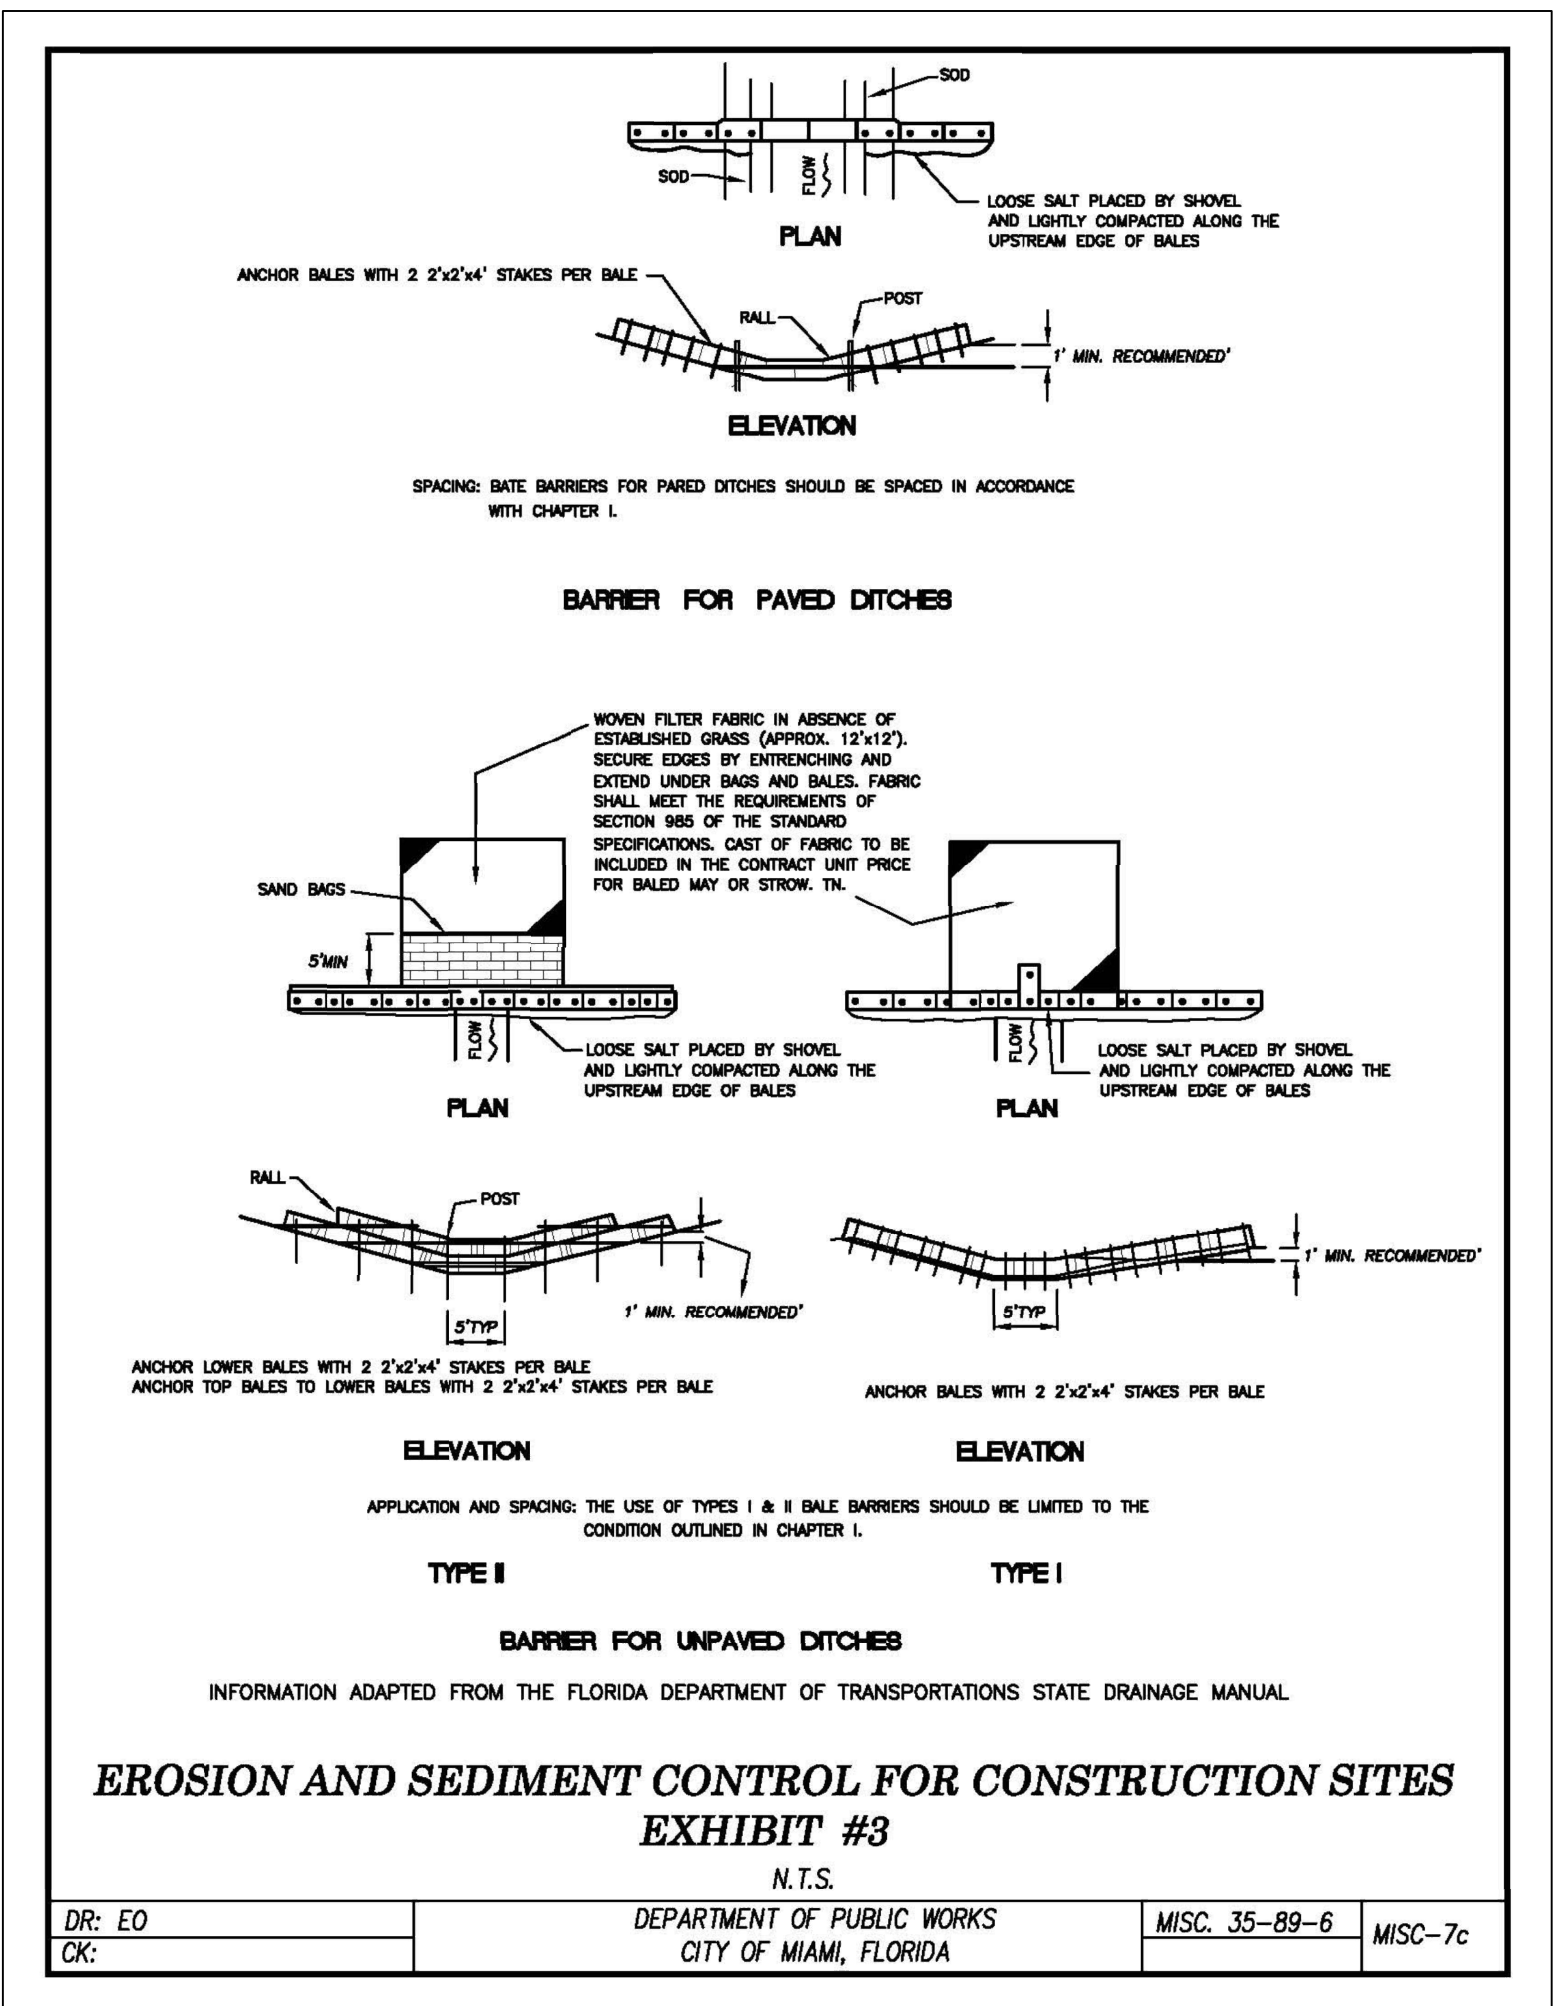 SOD
SOD
FLOW
LOOSE SALT PLACED BY SHOVEL
AND LIGHTLY COMPACTED ALONG THE
UPSTREAM EDGE OF BALES
PLAN
ANCHOR BALES WITH 2 2'x2'x4' STAKES PER BALE
POST
RALL
1' MIN. RECOMMENDED'
ELEVATION
SPACING: BATE BARRIERS FOR PARED DITCHES SHOULD BE SPACED IN ACCORDANCE
WITH CHAPTER I.
BARRIER FOR PAVED DITCHES
WOVEN FILTER FABRIC IN ABSENCE OF
ESTABLISHED GRASS (APPROX. 12'x12').
SECURE EDGES BY ENTRENCHING AND
EXTEND UNDER BAGS AND BALES. FABRIC
SHALL MEET THE REQUIREMENTS OF
SECTION 985 OF THE STANDARD
SPECIFICATIONS. CAST OF FABRIC TO BE
INCLUDED IN THE CONTRACT UNIT PRICE
FOR BALED MAY OR STROW. TN.
SAND BAGS
5'MIN
FLOW
LOOSE SALT PLACED BY SHOVEL
AND LIGHTLY COMPACTED ALONG THE
UPSTREAM EDGE OF BALES
PLAN
FLOW
LOOSE SALT PLACED BY SHOVEL
AND LIGHTLY COMPACTED ALONG THE
UPSTREAM EDGE OF BALES
PLAN
RALL
POST
1' MIN. RECOMMENDED'
5'TYP
ANCHOR LOWER BALES WITH 2 2'x2'x4' STAKES PER BALE
ANCHOR TOP BALES TO LOWER BALES WITH 2 2'x2'x4' STAKES PER BALE
ELEVATION
1' MIN. RECOMMENDED'
5'TYP
ANCHOR BALES WITH 2 2'x2'x4' STAKES PER BALE
ELEVATION
APPLICATION AND SPACING: THE USE OF TYPES I & II BALE BARRIERS SHOULD BE LIMITED TO THE
CONDITION OUTLINED IN CHAPTER I.
TYPE II
TYPE I
BARRIER FOR UNPAVED DITCHES
INFORMATION ADAPTED FROM THE FLORIDA DEPARTMENT OF TRANSPORTATIONS STATE DRAINAGE MANUAL
EROSION AND SEDIMENT CONTROL FOR CONSTRUCTION SITES
EXHIBIT #3
N.T.S.
DR: EO
CK:
DEPARTMENT OF PUBLIC WORKS
CITY OF MIAMI, FLORIDA
MISC. 35-89-6
MISC-7c